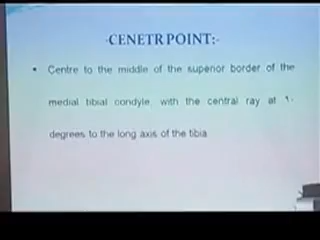 ·CENETR POINT:-
• Centre to the middle of the superior border of the
medial tibial condyle, with the central ray at ٩٠
degrees to the long axis of the tibia